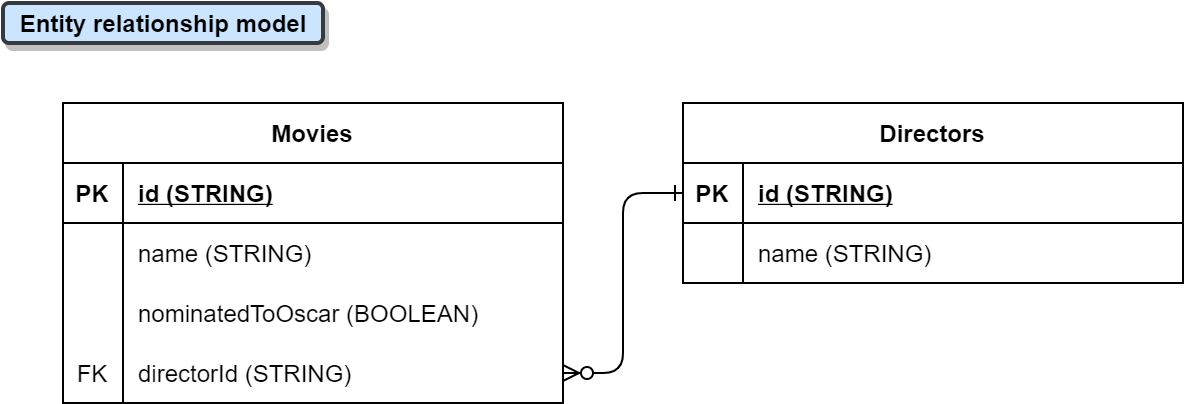 Entity relationship model
Movies
PK id (STRING)
name (STRING)
nominatedToOscar (BOOLEAN)
FK directorId (STRING)
Directors
PK id (STRING)
name (STRING)